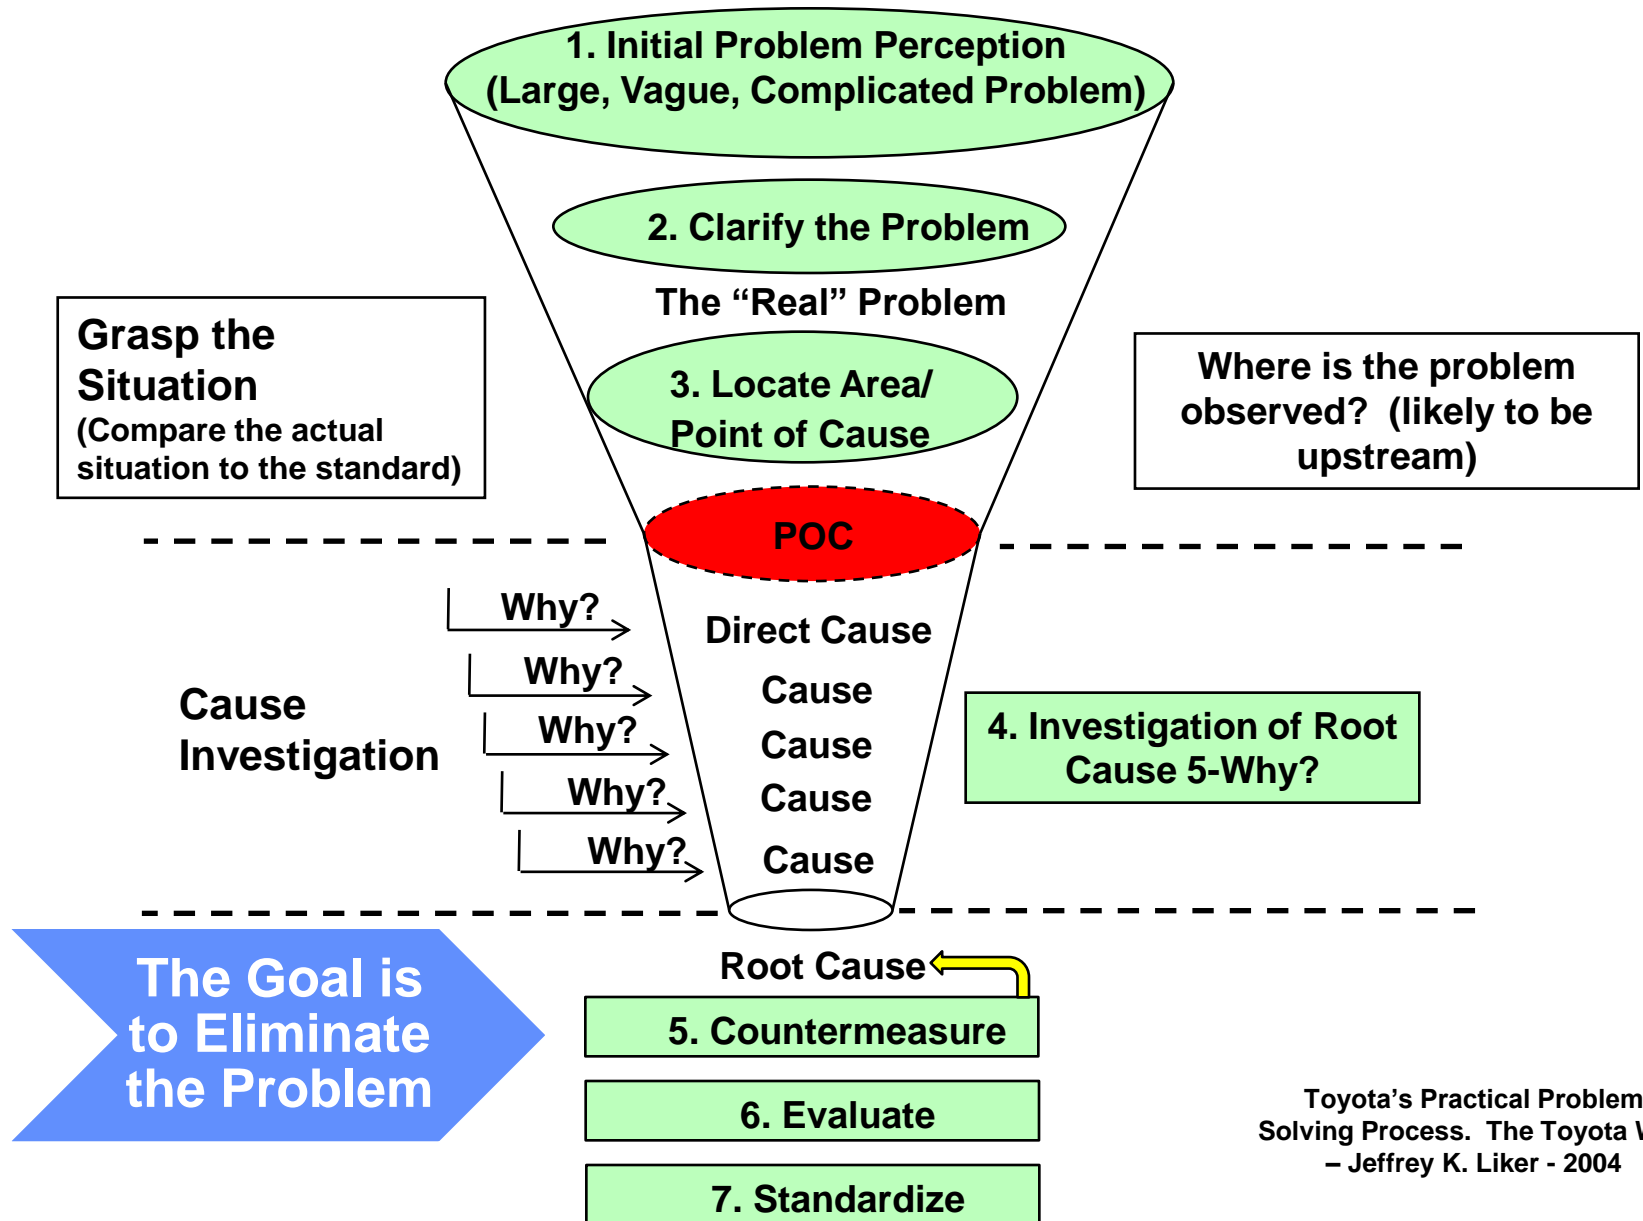 1. Initial Problem Perception
(Large, Vague, Complicated Problem)
2. Clarify the Problem
The “Real” Problem
Grasp the
Situation
(Compare the actual
situation to the standard)
3. Locate Area/
Point of Cause
Where is the problem
observed?  (likely to be
upstream)
POC
Why?
Direct Cause
Why?
Cause
Why?
Cause
Why?
Cause
Why?
Cause
Cause
Investigation
4. Investigation of Root
Cause 5-Why?
Root Cause
The Goal is
to Eliminate
the Problem
5. Countermeasure
6. Evaluate
7. Standardize
Toyota’s Practical Problem
Solving Process.  The Toyota
– Jeffrey K. Liker - 2004